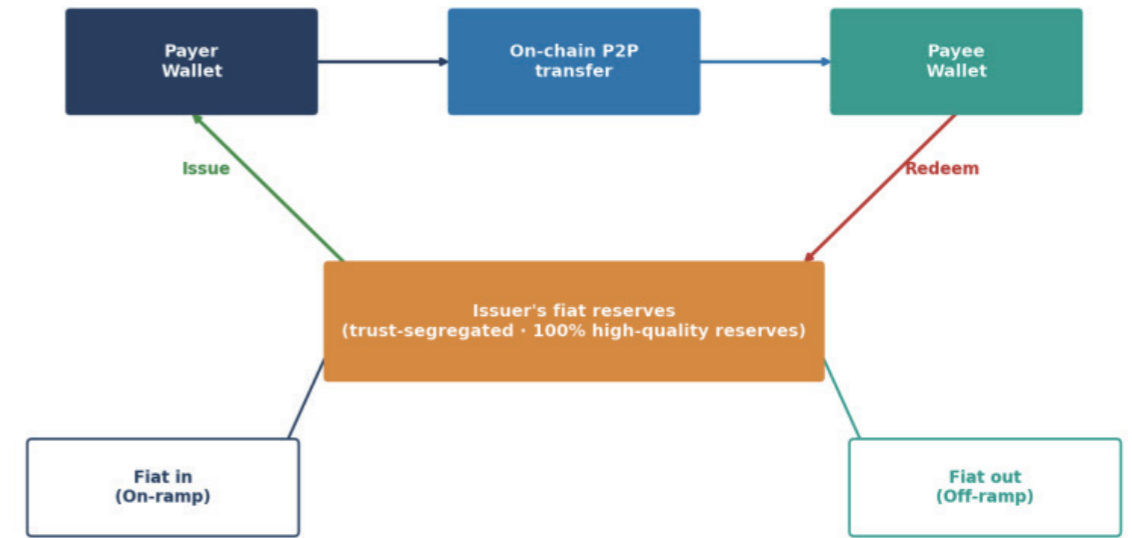 Payer
Wallet
On-chain P2P
transfer
Payee
Wallet
Issue
Redeem
Issuer's fiat reserves
(trust-segregated · 100% high-quality reserves)
Fiat in
(On-ramp)
Fiat out
(Off-ramp)